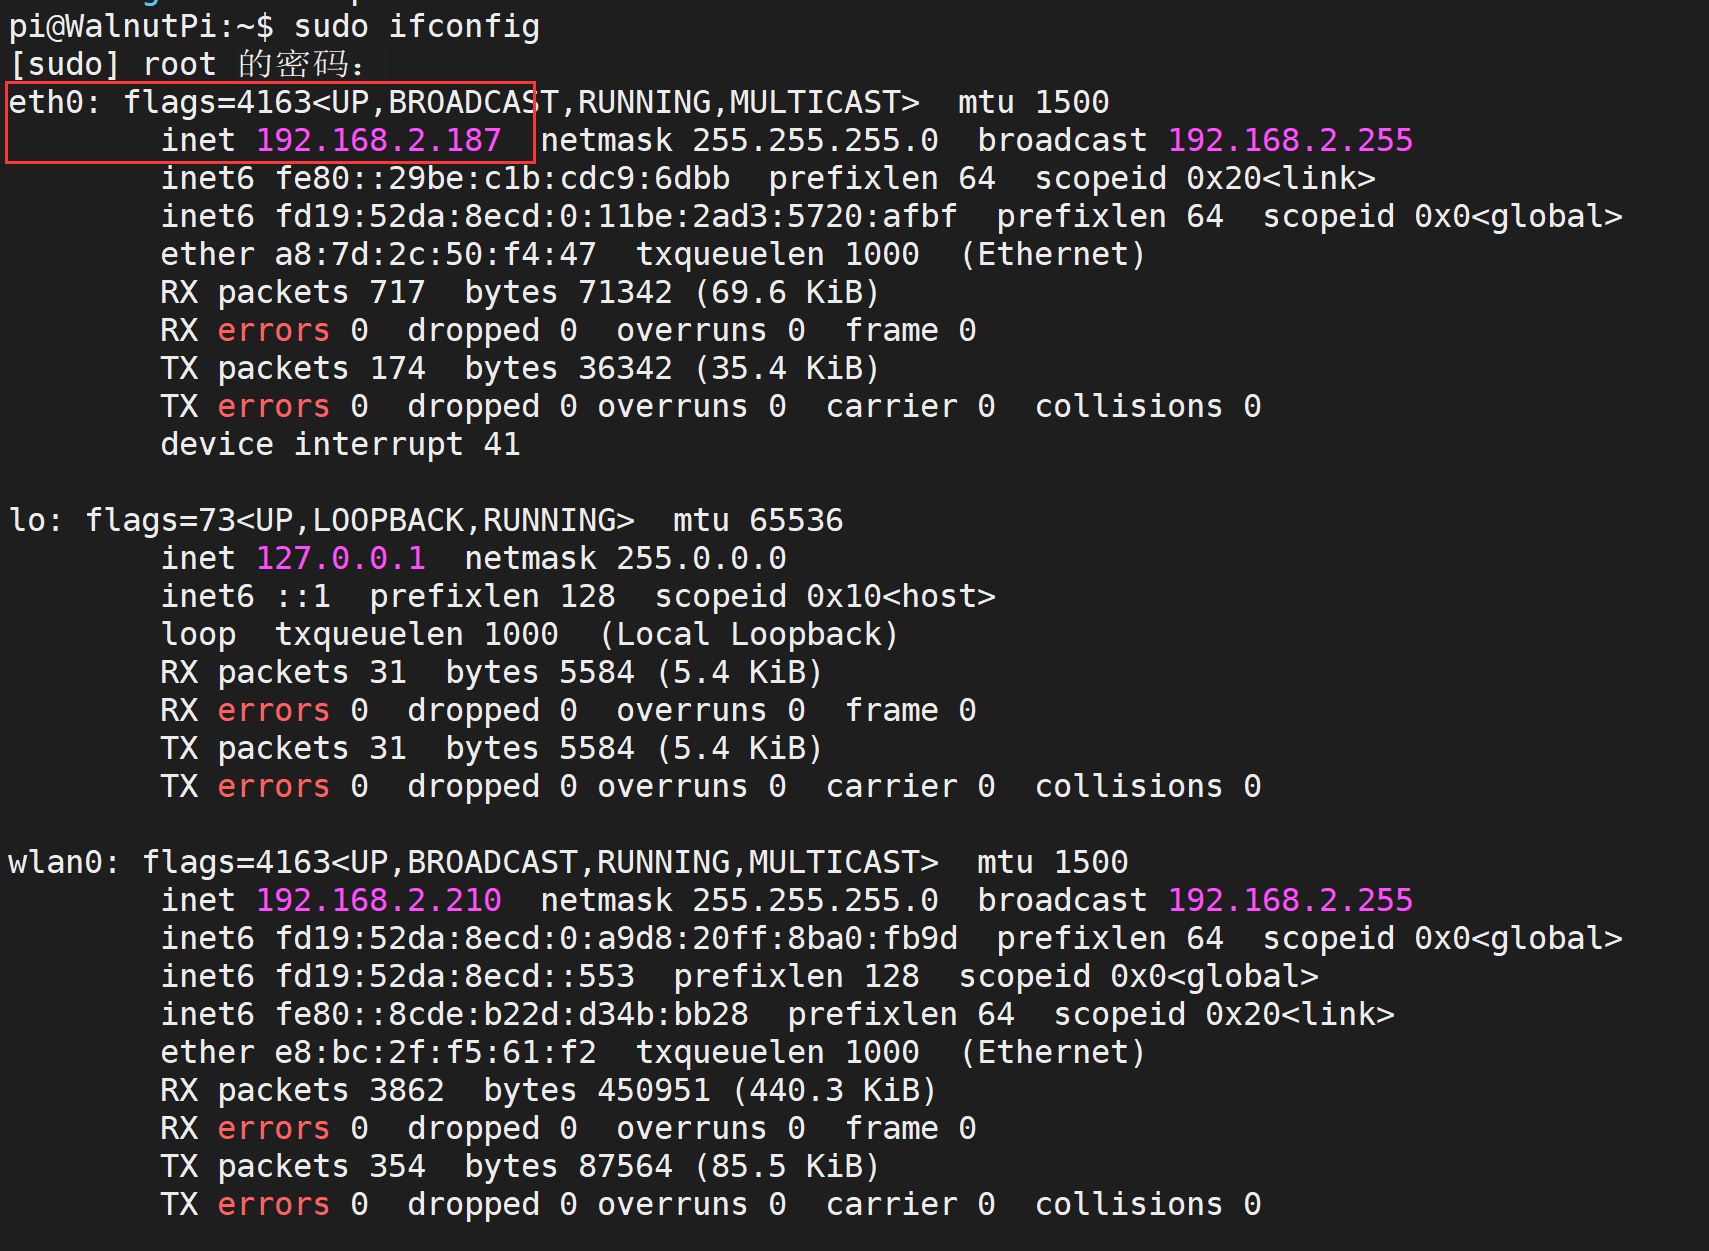 pi@WalnutPi:~$ sudo ifconfig
[sudo] root 的密码：
eth0: flags=4163<UP,BROADCAST,RUNNING,MULTICAST>  mtu 1500
        inet 192.168.2.187  netmask 255.255.255.0  broadcast 192.168.2.255
        inet6 fe80::29be:c1b:cdc9:6dbb  prefixlen 64  scopeid 0x20<link>
        inet6 fd19:52da:8ecd:0:11be:2ad3:5720:afbf  prefixlen 64  scopeid 0x0<global>
        ether a8:7d:2c:50:f4:47  txqueuelen 1000  (Ethernet)
        RX packets 717  bytes 71342 (69.6 KiB)
        RX errors 0  dropped 0  overruns 0  frame 0
        TX packets 174  bytes 36342 (35.4 KiB)
        TX errors 0  dropped 0 overruns 0  carrier 0  collisions 0
        device interrupt 41

lo: flags=73<UP,LOOPBACK,RUNNING>  mtu 65536
        inet 127.0.0.1  netmask 255.0.0.0
        inet6 ::1  prefixlen 128  scopeid 0x10<host>
        loop  txqueuelen 1000  (Local Loopback)
        RX packets 31  bytes 5584 (5.4 KiB)
        RX errors 0  dropped 0  overruns 0  frame 0
        TX packets 31  bytes 5584 (5.4 KiB)
        TX errors 0  dropped 0 overruns 0  carrier 0  collisions 0

wlan0: flags=4163<UP,BROADCAST,RUNNING,MULTICAST>  mtu 1500
        inet 192.168.2.210  netmask 255.255.255.0  broadcast 192.168.2.255
        inet6 fd19:52da:8ecd:0:a9d8:20ff:8ba0:fb9d  prefixlen 64  scopeid 0x0<global>
        inet6 fd19:52da:8ecd::553  prefixlen 128  scopeid 0x0<global>
        inet6 fe80::8cde:b22d:d34b:bb28  prefixlen 64  scopeid 0x20<link>
        ether e8:bc:2f:f5:61:f2  txqueuelen 1000  (Ethernet)
        RX packets 3862  bytes 450951 (440.3 KiB)
        RX errors 0  dropped 0  overruns 0  frame 0
        TX packets 354  bytes 87564 (85.5 KiB)
        TX errors 0  dropped 0 overruns 0  carrier 0  collisions 0